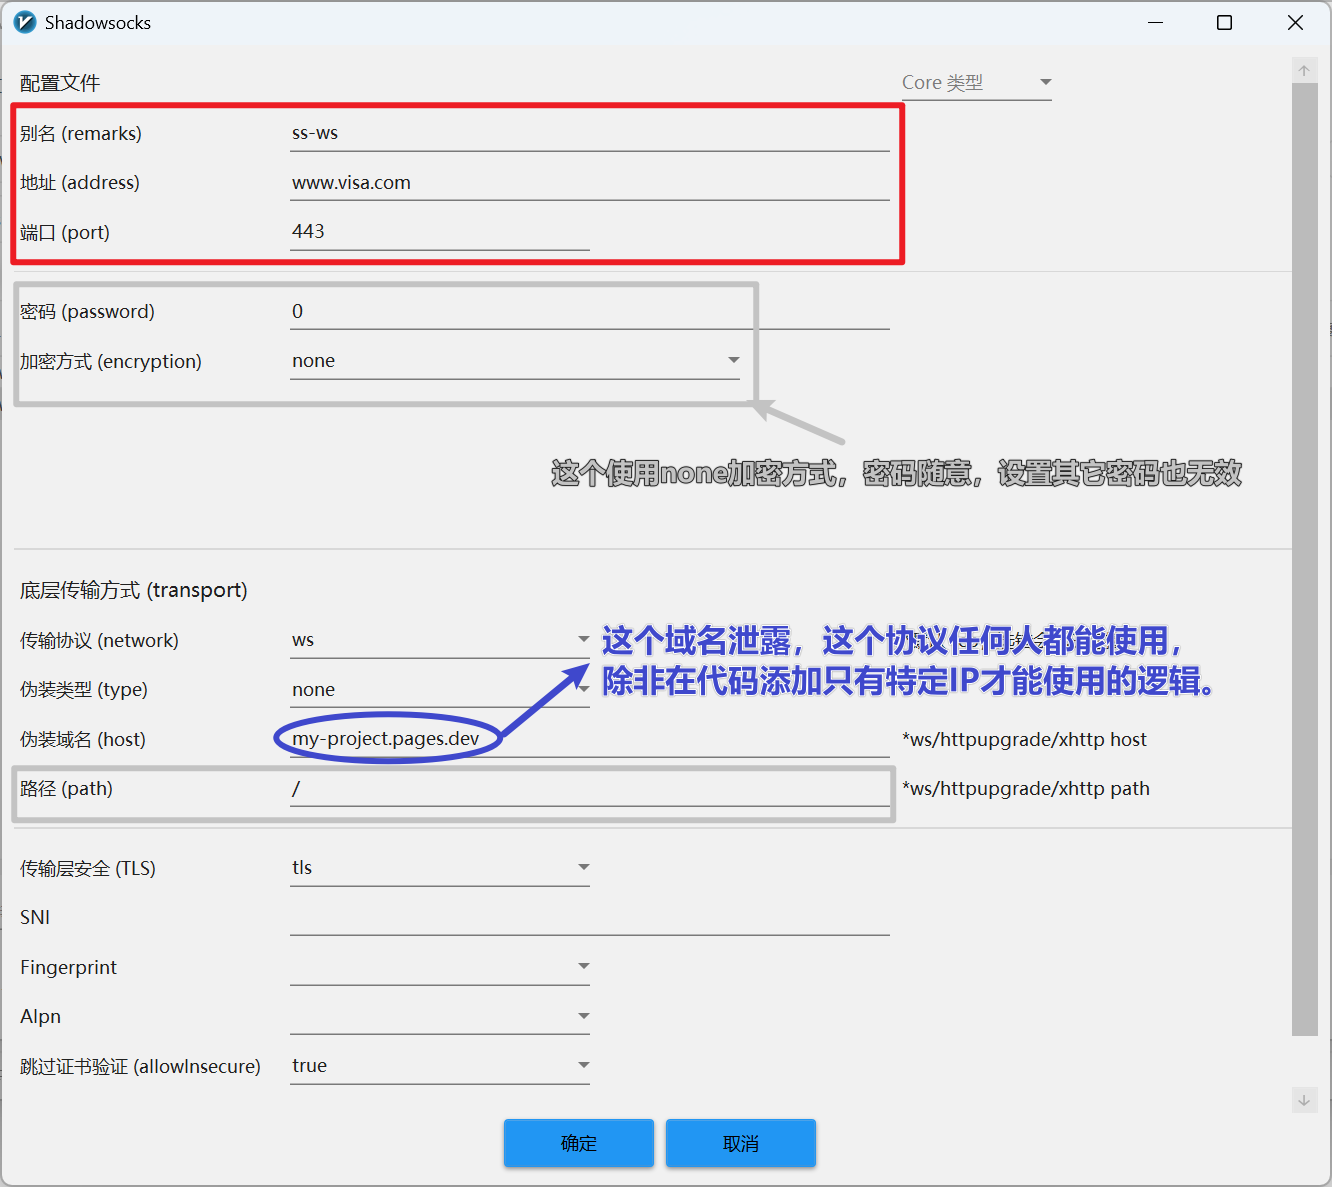 Shadowsocks
配置文件
Core 类型
别名 (remarks)
ss-ws
地址 (address)
www.visa.com
端口 (port)
443
密码 (password)
0
加密方式 (encryption)
none
这个使用none加密方式，密码随意，设置其它密码也无效
底层传输方式 (transport)
传输协议 (network)
ws
这个域名泄露，这个协议任何人都能使用，
除非在代码添加只有特定IP才能使用的逻辑。
伪装类型 (type)
none
伪装域名 (host)
my-project.pages.dev
*ws/httpupgrade/xhttp host
路径 (path)
/
*ws/httpupgrade/xhttp path
传输层安全 (TLS)
tls
SNI
Fingerprint
Alpn
跳过证书验证 (allowInsecure)
true
确定
取消